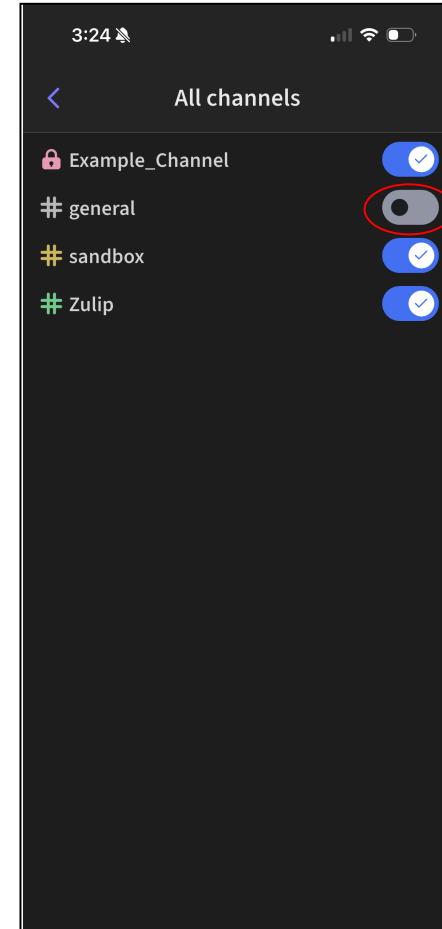 3:24
All channels
Example_Channel
# general
# sandbox
# Zulip